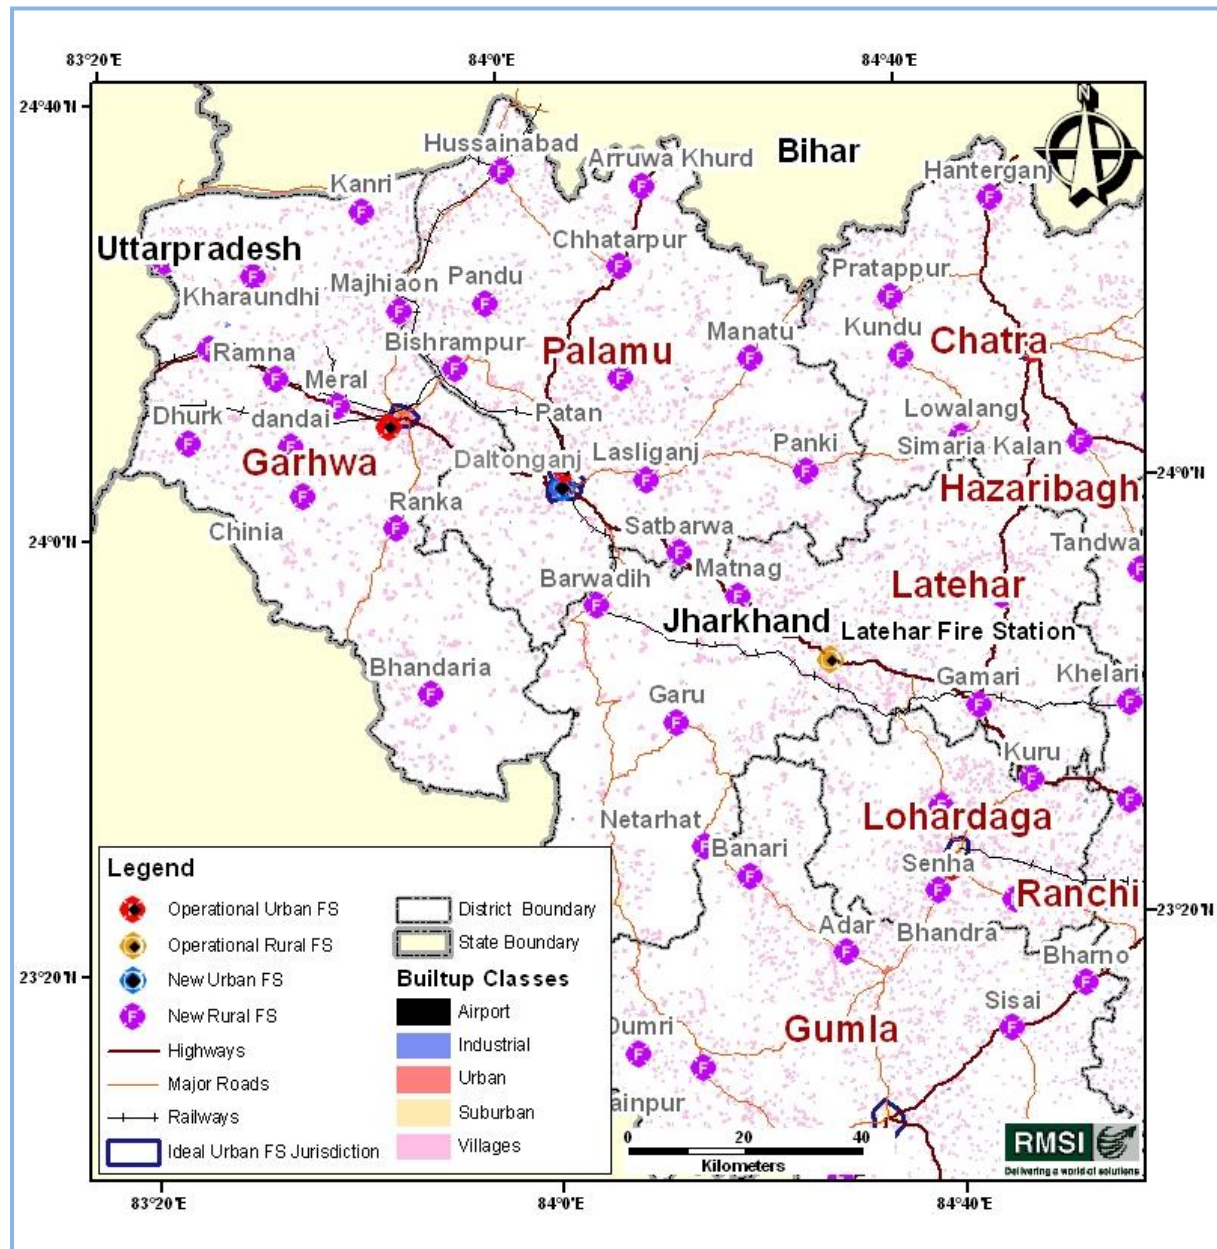 83°20'E 84°0'E 84°40'E
24°40'N
N
Hussainabad
Arruwa Khurd
Bihar
Hanterganj
Kanri
Uttarpradesh
Chhatarpur
Kharaundhi
Majhiaon
Pandu
Pratappur
Kundu
Manatu
Chatra
Bishrampur
Palamu
Ramna
Meral
Dhurk
dandai
Patan
Lowalang
Simaria Kalan
Garhwa
Daltonganj
Lasliganj
Panki
24°0'N
Hazaribagh
Ranka
Chinia
Satbarwa
24°0'N
Tandwa
Matnag
Barwadih
Latehar
Jharkhand
Latehar Fire Station
Bhandaria
Garu
Gamari
Khelari
Kuru
Netarhat
Lohardaga
Banari
Senha
Ranchi
23°20'N
Adar
Bhandra
Bharno
23°20'N
Sisai
Dumri
Gumla
ainpur
Legend
Operational Urban FS
Operational Rural FS
New Urban FS
F New Rural FS
Highways
Major Roads
Railways
Ideal Urban FS Jurisdiction
District Boundary
State Boundary
Builtup Classes
Airport
Industrial
Urban
Suburban
Villages
0 20 40
Kilometers
RMSI
Delivering a world of solutions
83°20'E 84°0'E 84°40'E